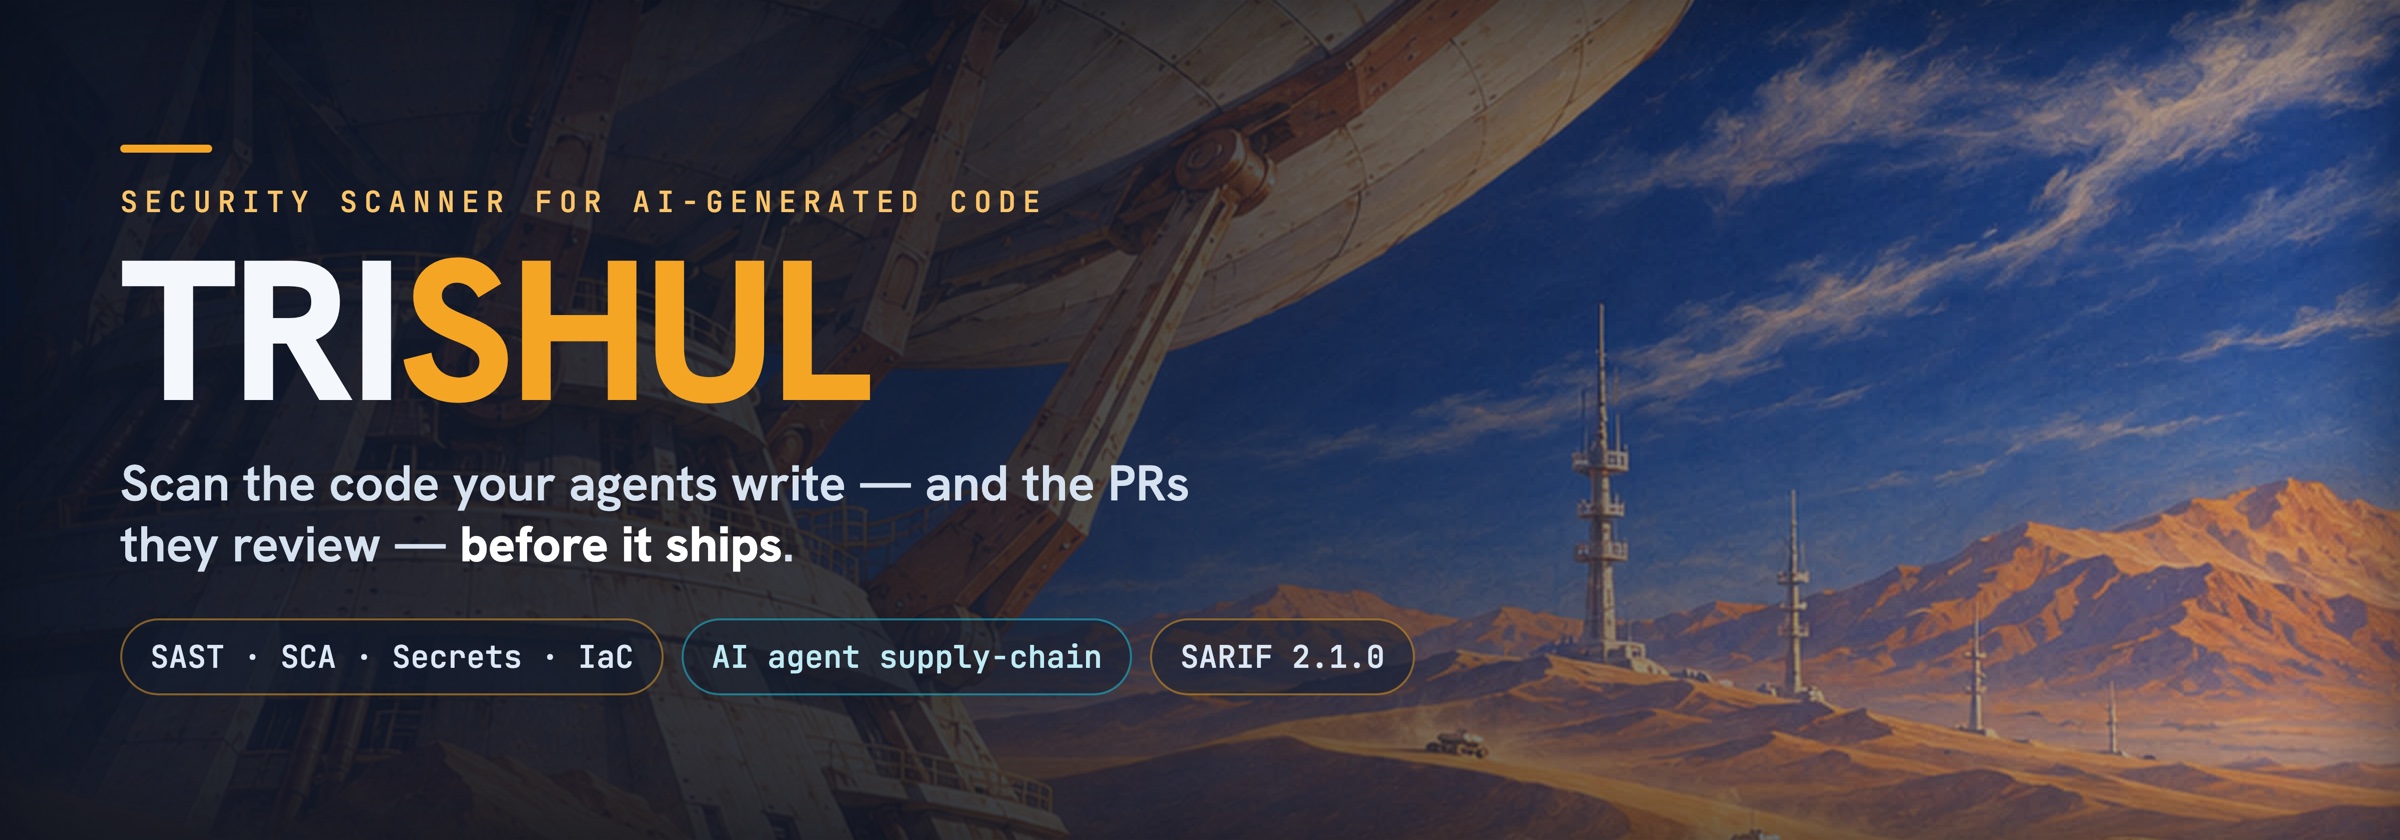 SECURITY SCANNER FOR AI-GENERATED CODE
TRISHUL
Scan the code your agents write — and the PRs
they review — before it ships.
SAST · SCA · Secrets · IaC
AI agent supply-chain
SARIF 2.1.0